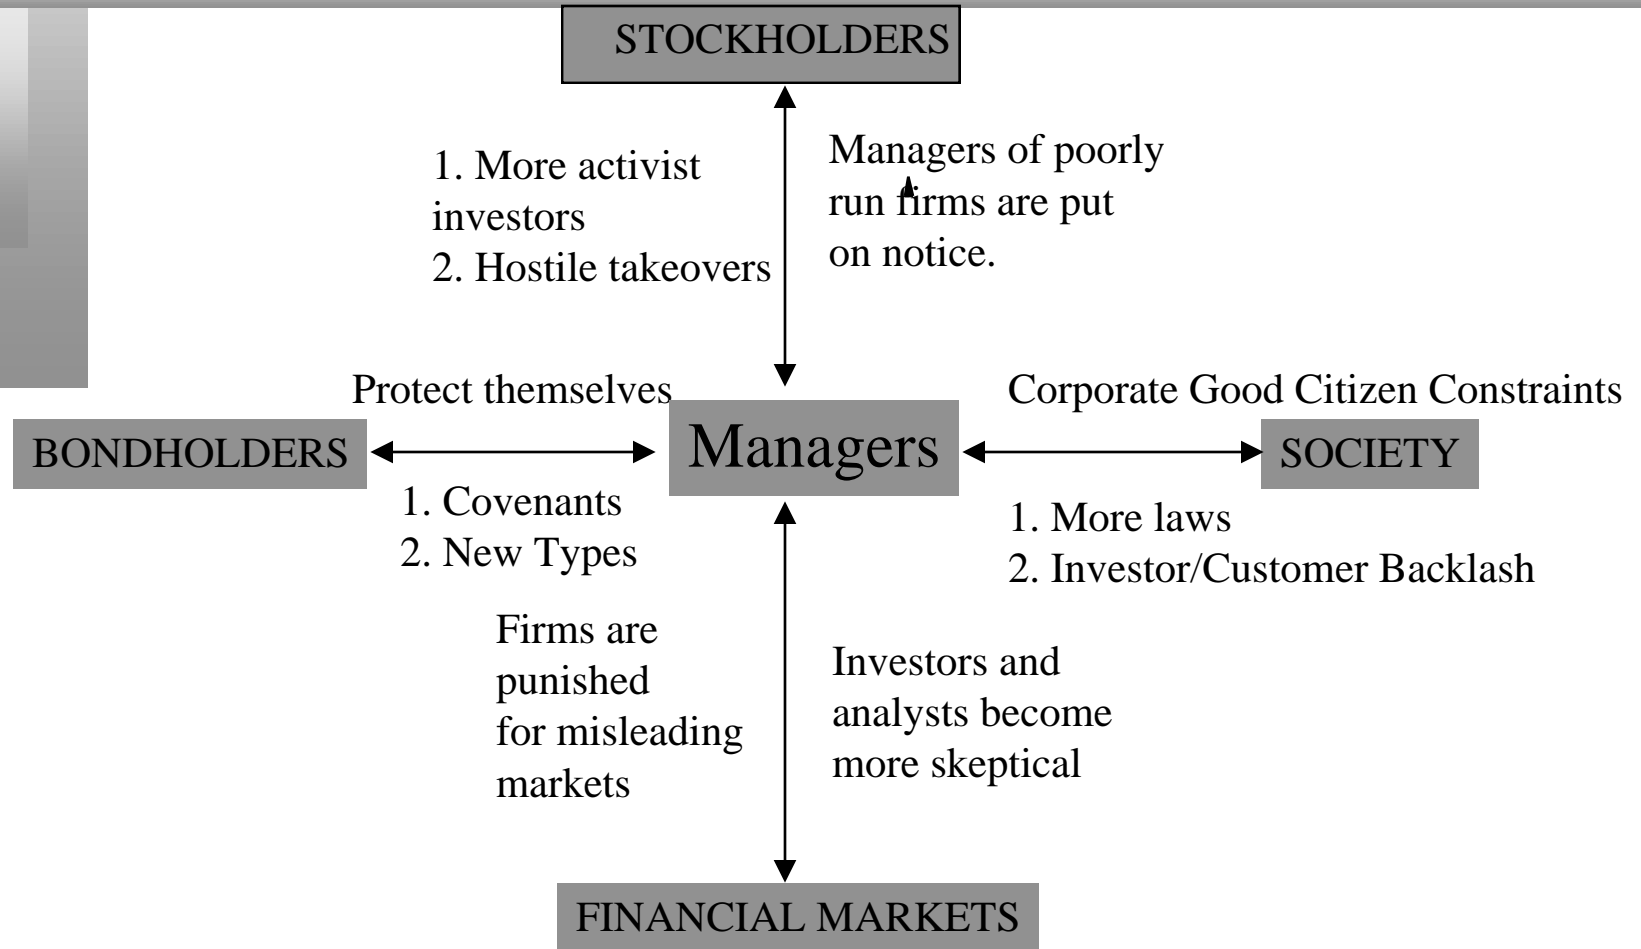 STOCKHOLDERS
1. More activist
investors
2. Hostile takeovers
Managers of poorly
run firms are put
on notice.
Protect themselves
Corporate Good Citizen Constraints
BONDHOLDERS
Managers
SOCIETY
1. Covenants
2. New Types
1. More laws
2. Investor/Customer Backlash
Firms are
punished
for misleading
markets
Investors and
analysts become
more skeptical
FINANCIAL MARKETS